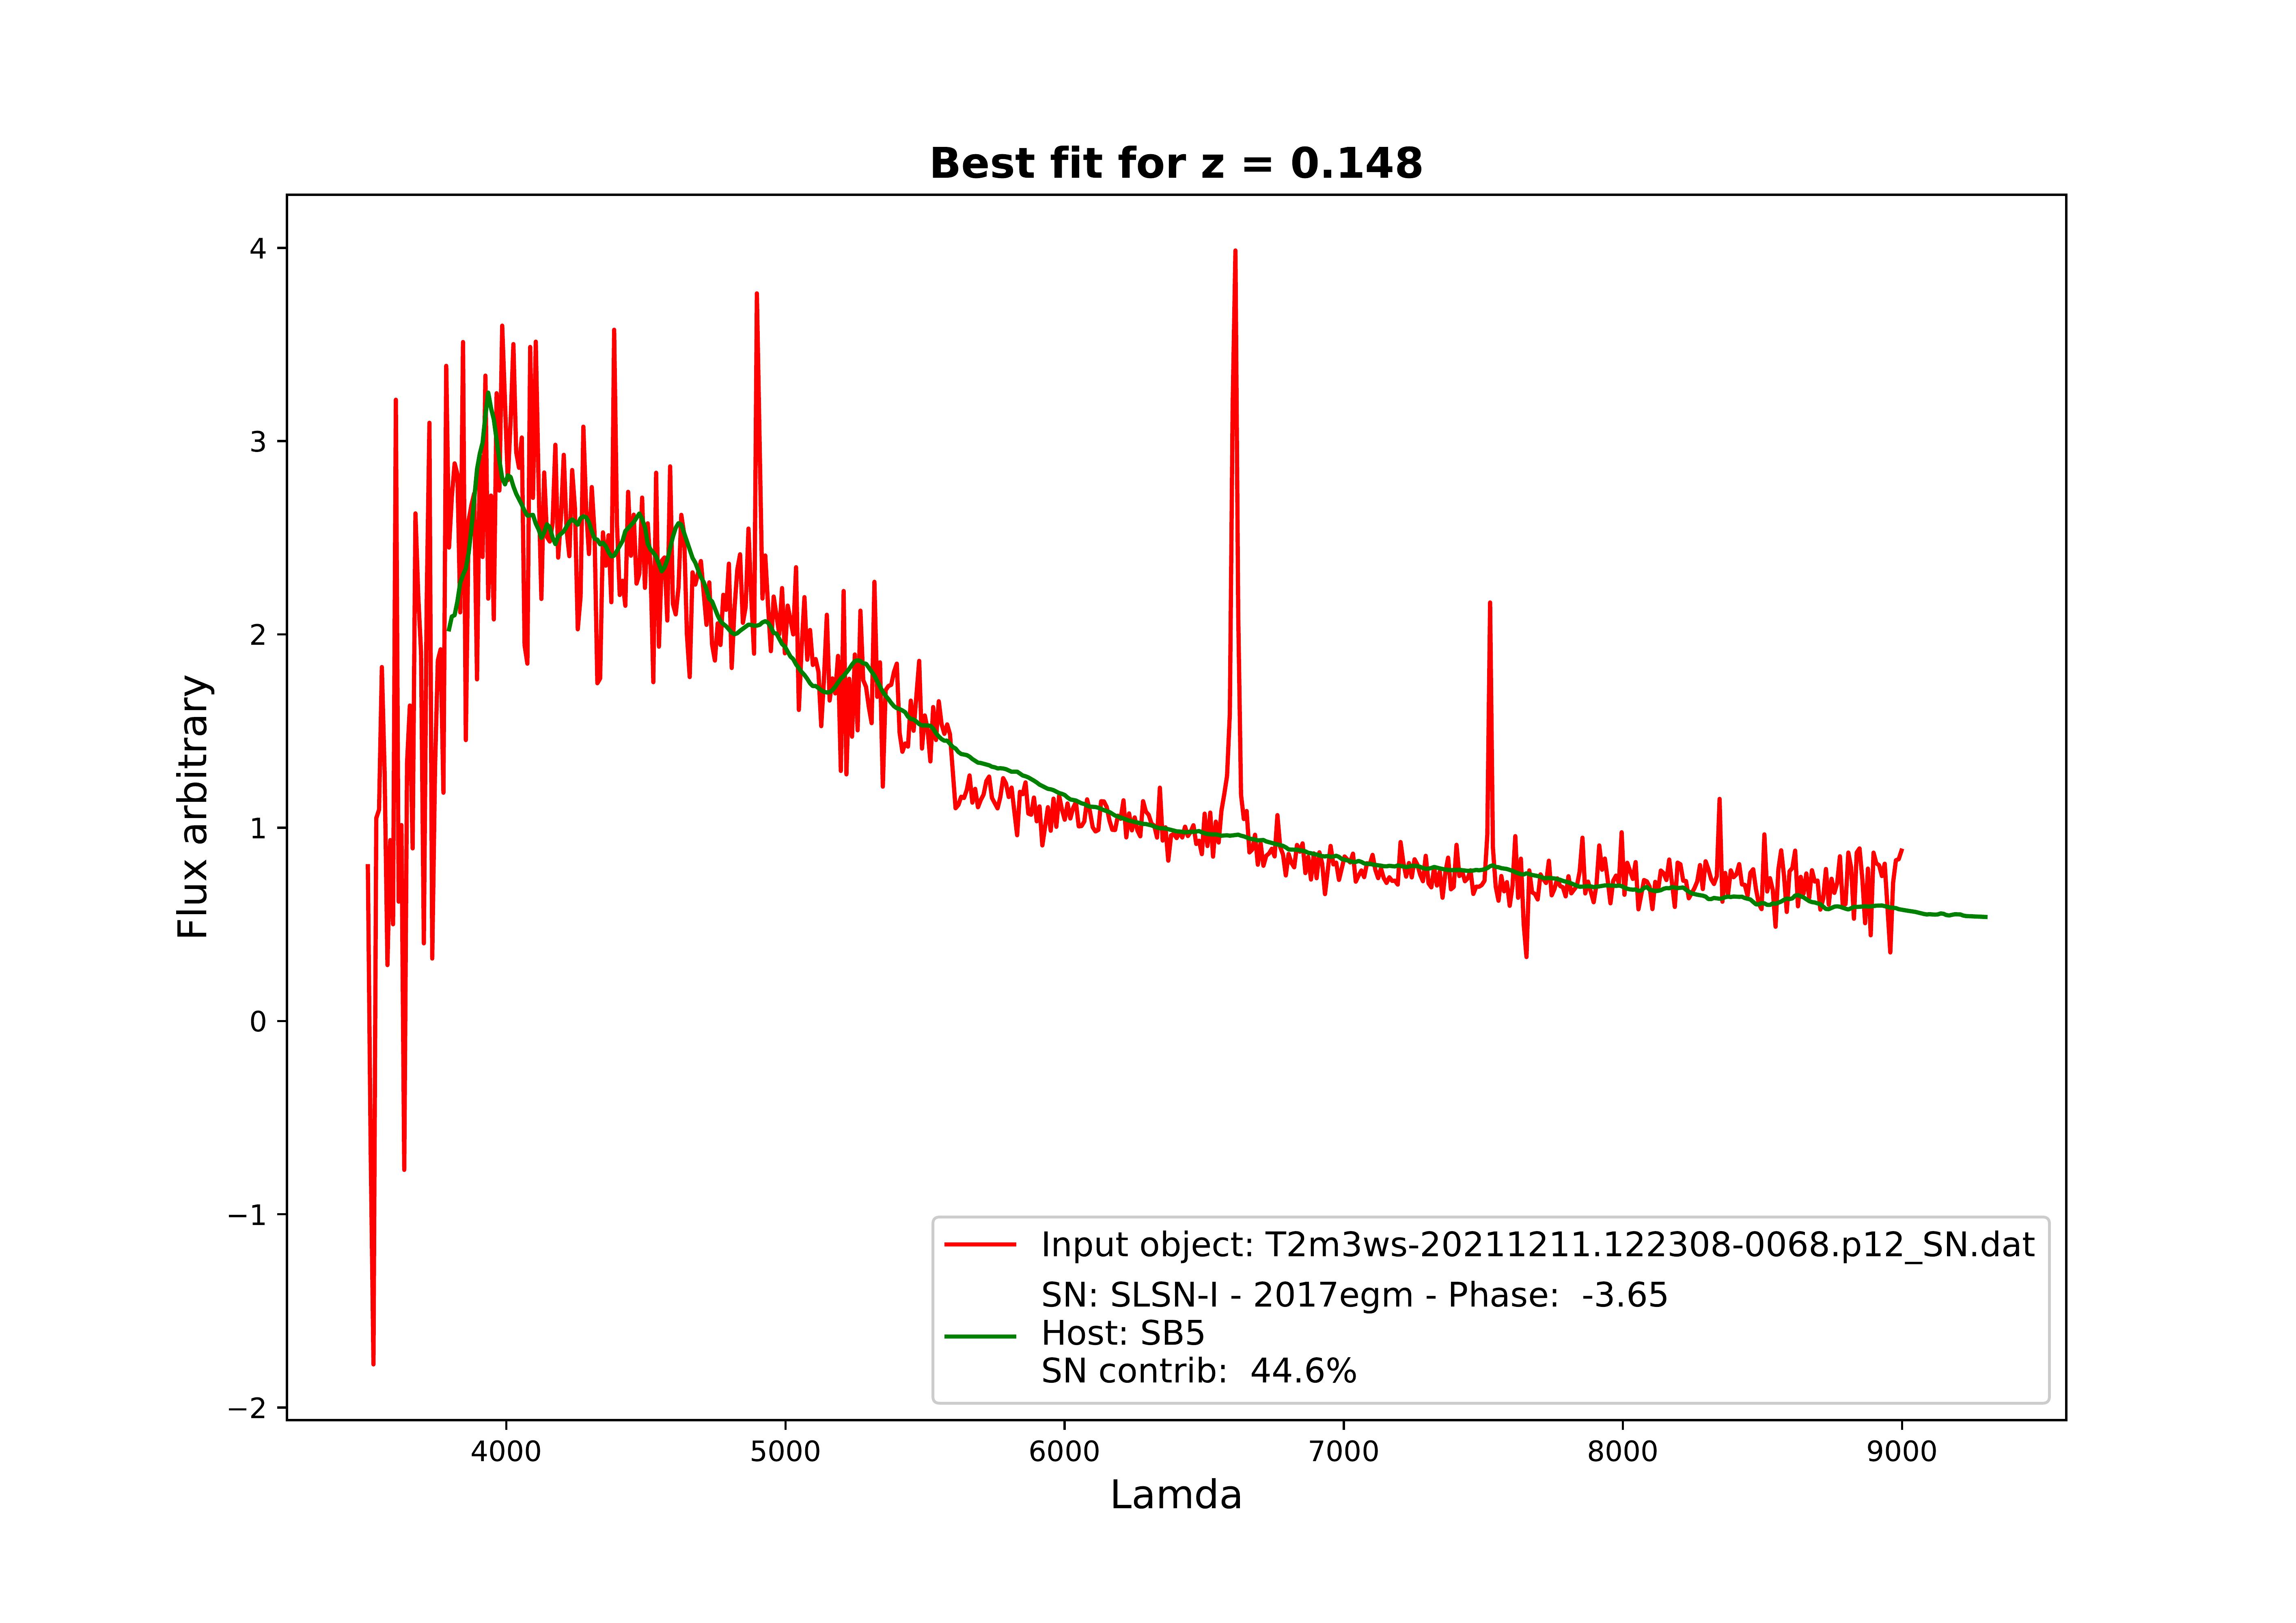 Best fit for z = 0.148
4
3
2
1
0
−1
−2
Flux arbitrary
Input object: T2m3ws-20211211.122308-0068.p12_SN.dat
SN: SLSN-I - 2017egm - Phase:  -3.65
Host: SB5
SN contrib:  44.6%
4000 5000 6000 7000 8000 9000
Lamda